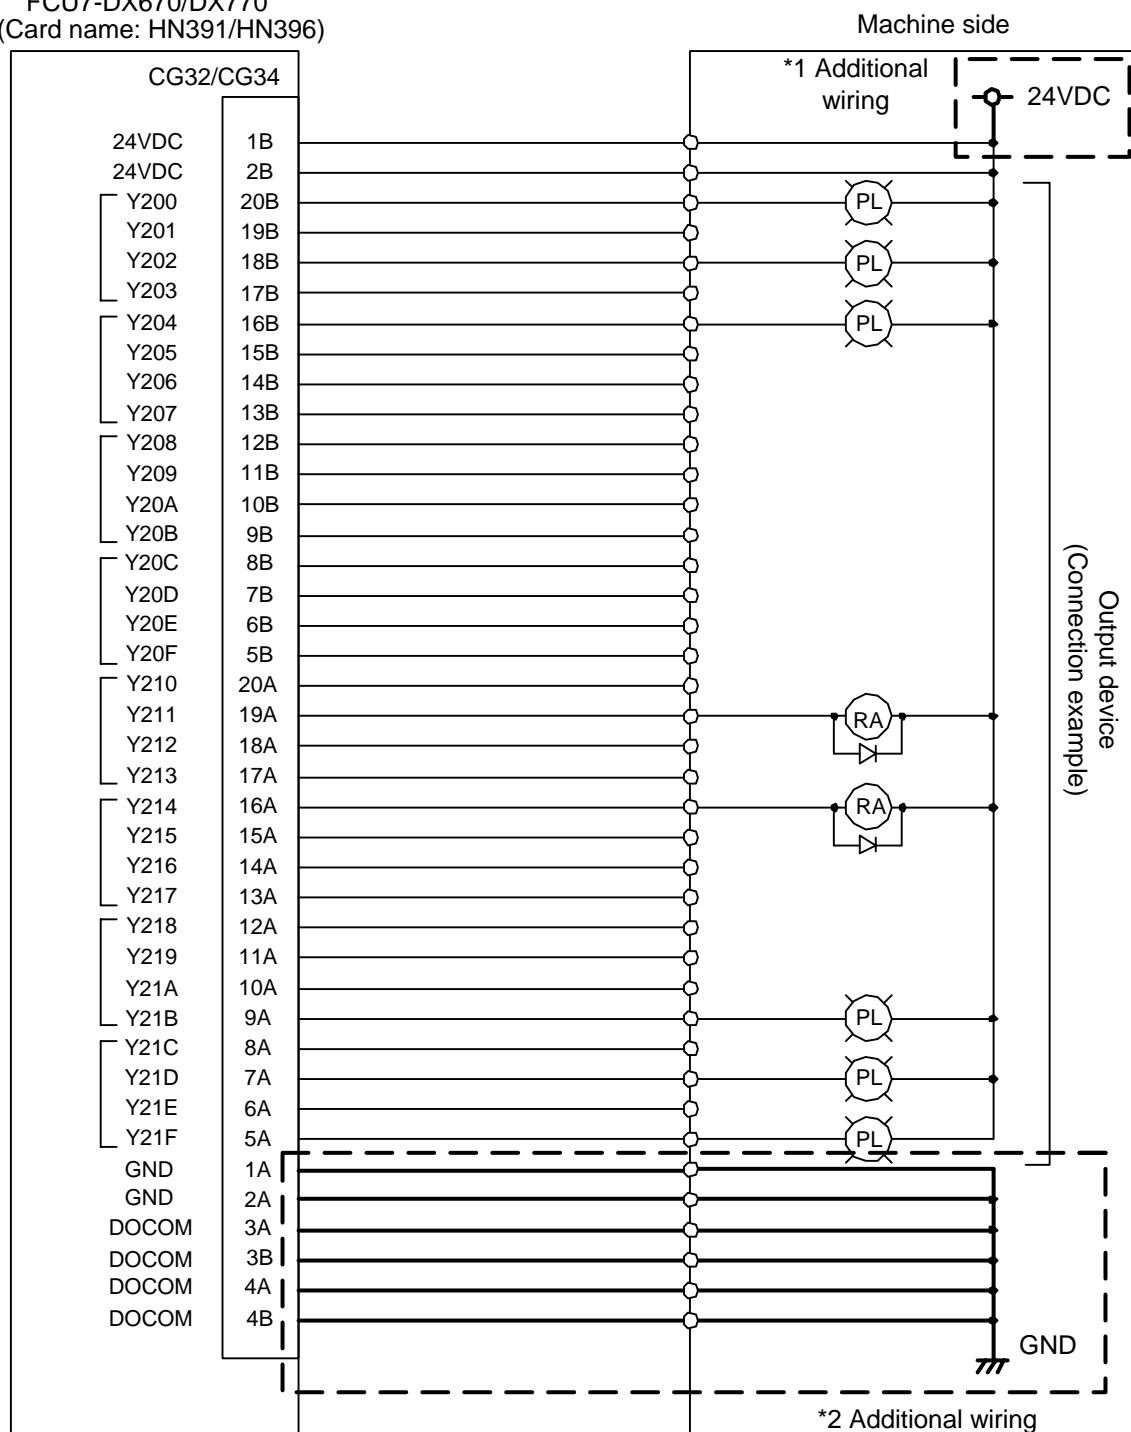 FCU7-DX670/DX770
(Card name: HN391/HN396)
Machine side
CG32/CG34
*1 Additional
wiring
24VDC
24VDC 1B
24VDC 2B
Y200 20B PL
Y201 19B
Y202 18B PL
Y203 17B
Y204 16B PL
Y205 15B
Y206 14B
Y207 13B
Y208 12B
Y209 11B
Y20A 10B
Y20B 9B
Y20C 8B
Y20D 7B
Y20E 6B
Y20F 5B
Y210 20A
Y211 19A RA
Y212 18A
Y213 17A
Y214 16A RA
Y215 15A
Y216 14A
Y217 13A
Y218 12A
Y219 11A
Y21A 10A
Y21B 9A PL
Y21C 8A
Y21D 7A PL
Y21E 6A
Y21F 5A PL
GND 1A
GND 2A
DOCOM 3A
DOCOM 3B
DOCOM 4A
DOCOM 4B
Output device
(Connection example)
GND
*2 Additional wiring